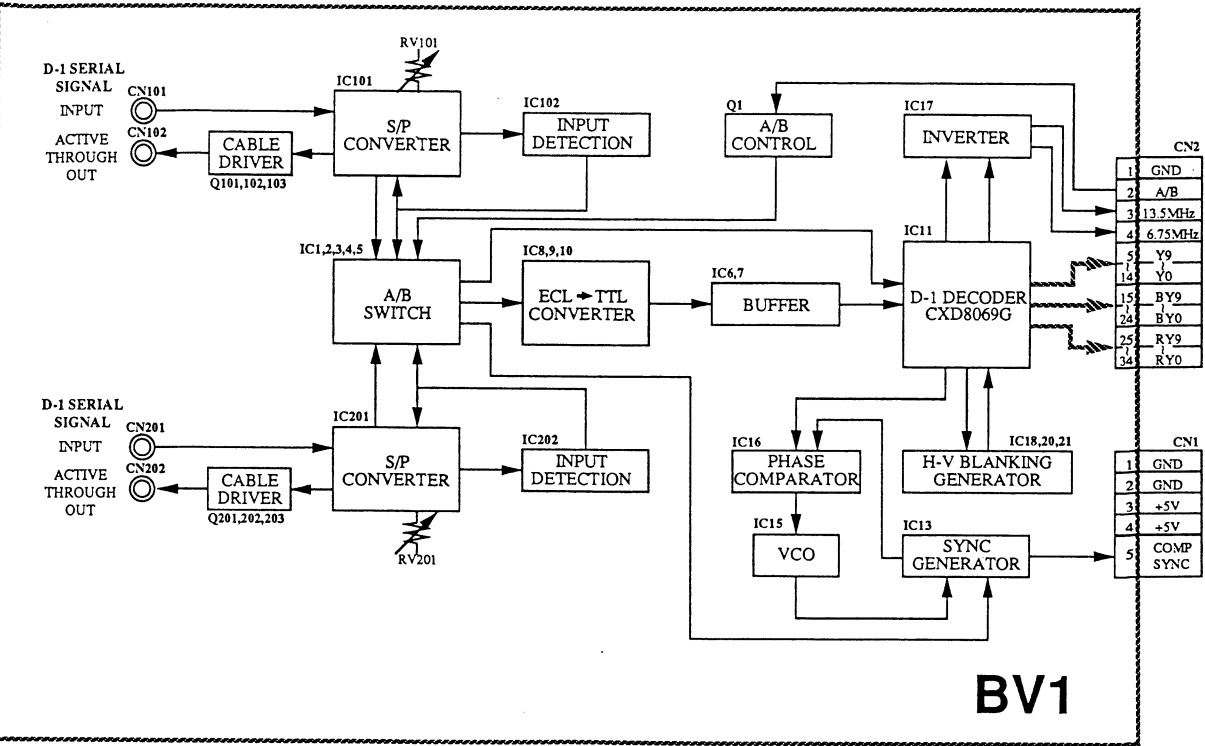 RV101
D-1 SERIAL
SIGNAL
INPUT
CN101
ACTIVE
THROUGH
OUT
CN102
CABLE
DRIVER
Q101,102,103
IC101
S/P
CONVERTER
IC102
INPUT
DETECTION
Q1
A/B
CONTROL
IC17
INVERTER
CN2
1 GND
2 A/B
3 13.5MHz
4 6.75MHz
5 Y9
~ ~
14 Y0
15 BY9
~ ~
24 BY0
25 RY9
~ ~
34 RY0
IC1,2,3,4,5
A/B
SWITCH
IC8,9,10
ECL ➔ TTL
CONVERTER
IC6,7
BUFFER
IC11
D-1 DECODER
CXD8069G
D-1 SERIAL
SIGNAL
INPUT
CN201
ACTIVE
THROUGH
OUT
CN202
CABLE
DRIVER
Q201,202,203
IC201
S/P
CONVERTER
RV201
IC202
INPUT
DETECTION
IC16
PHASE
COMPARATOR
IC18,20,21
H-V BLANKING
GENERATOR
IC15
VCO
IC13
SYNC
GENERATOR
CN1
1 GND
2 GND
3 +5V
4 +5V
5 COMP
SYNC
BV1